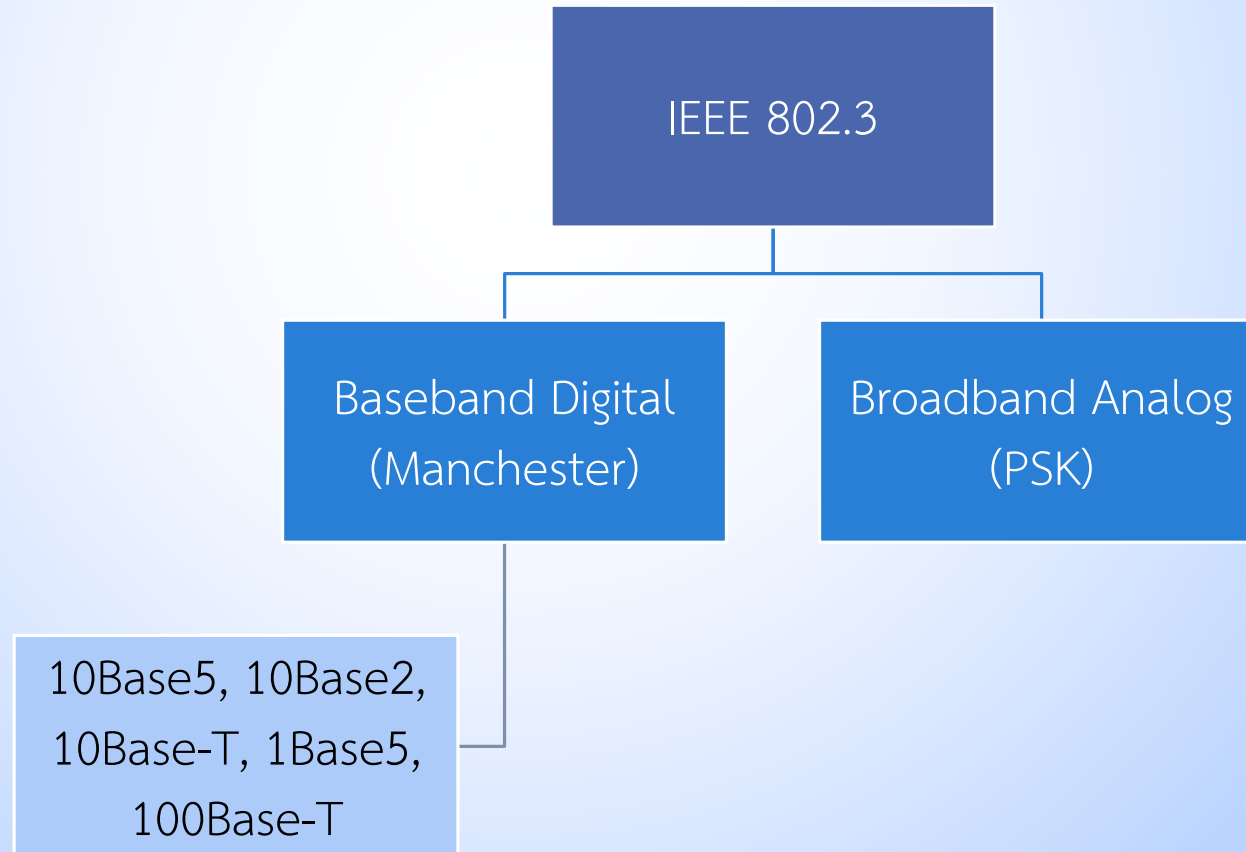 IEEE 802.3
Baseband Digital
(Manchester)
Broadband Analog
(PSK)
10Base5, 10Base2,
10Base-T, 1Base5,
100Base-T